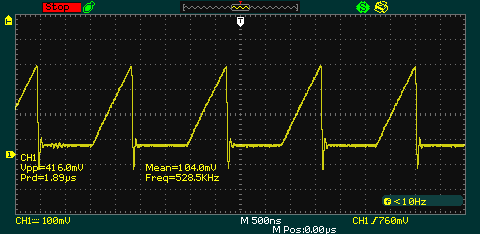 Stop
T
CH1
Vpp=416.0mV Mean=104.0mV
Prd=1.89µs Freq=528.5KHz
1
F <10Hz
CH1 100mV M 500ns CH1 /760mV
M Pos:0.00µs